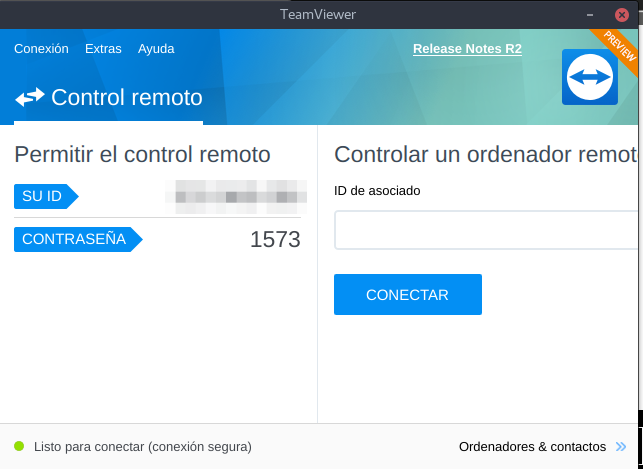 TeamViewer
Conexión Extras Ayuda Release Notes R2
PREVIEW
Control remoto
Permitir el control remoto
SU ID
CONTRASEÑA 1573
Controlar un ordenador remot
ID de asociado
CONECTAR
Listo para conectar (conexión segura) Ordenadores & contactos